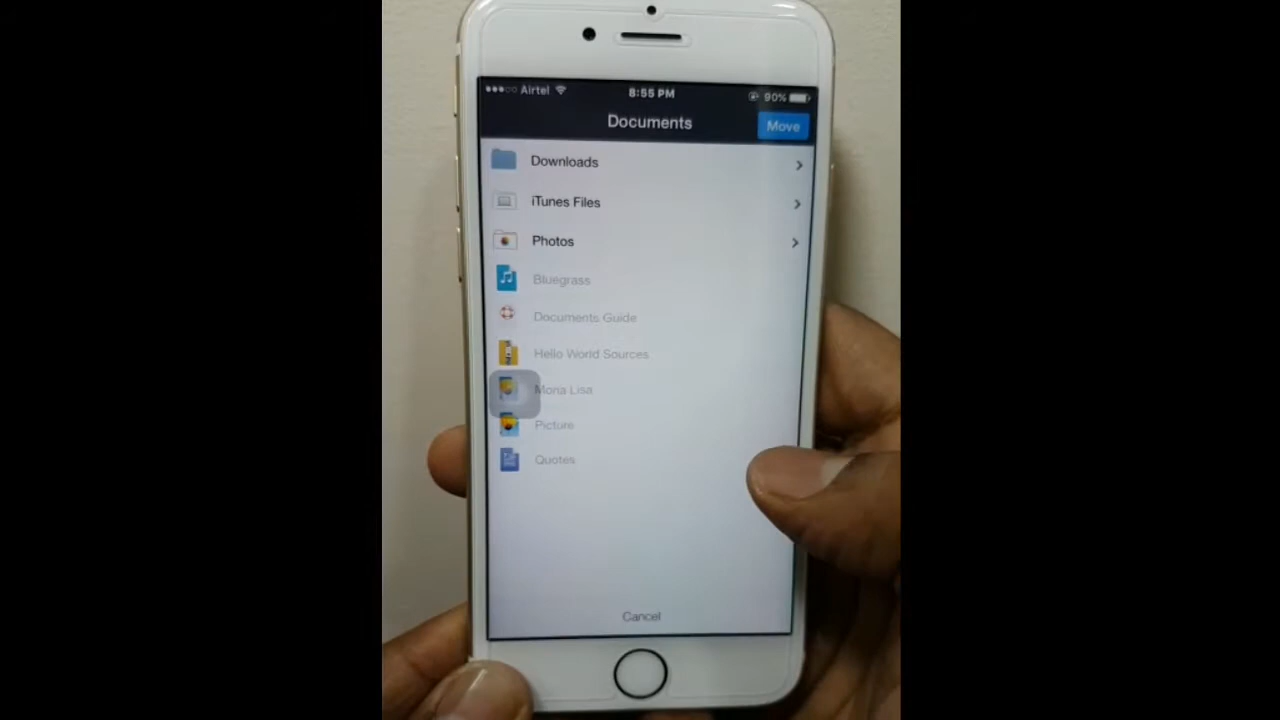 Airtel 8:55 PM 90%
Documents Move
Downloads
iTunes Files
Photos
Bluegrass
Documents Guide
Hello World Sources
Mona Lisa
Picture
Quotes
Cancel